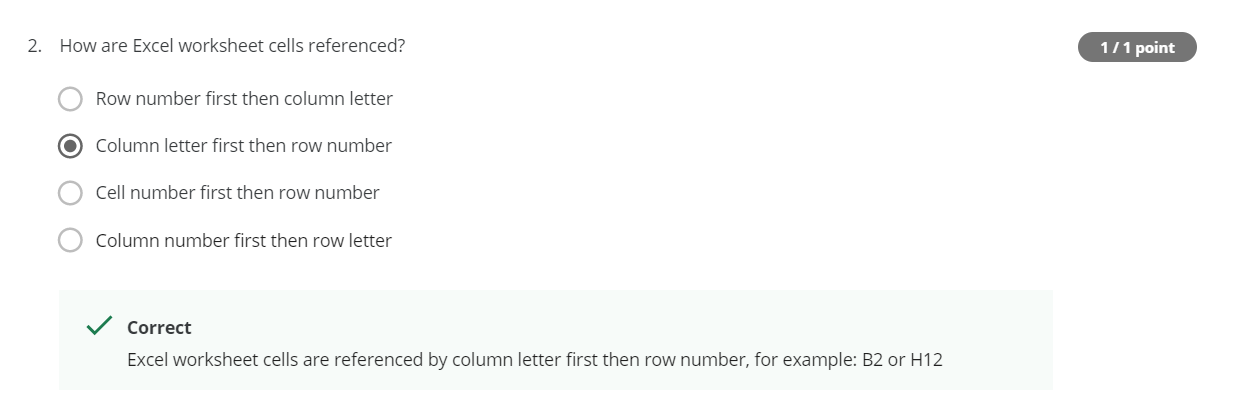 2. How are Excel worksheet cells referenced?
1 / 1 point
Row number first then column letter
Column letter first then row number
Cell number first then row number
Column number first then row letter
Correct
Excel worksheet cells are referenced by column letter first then row number, for example: B2 or H12